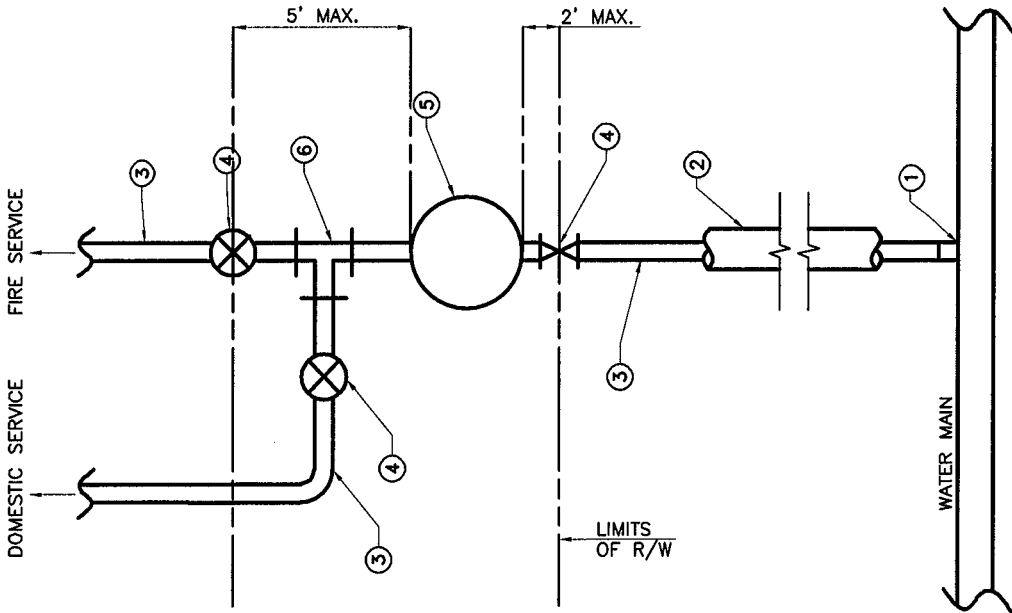 5' MAX.
2' MAX.
FIRE SERVICE
DOMESTIC SERVICE
3
4
6
5
4
2
1
3
4
3
LIMITS
OF R/W
WATER MAIN